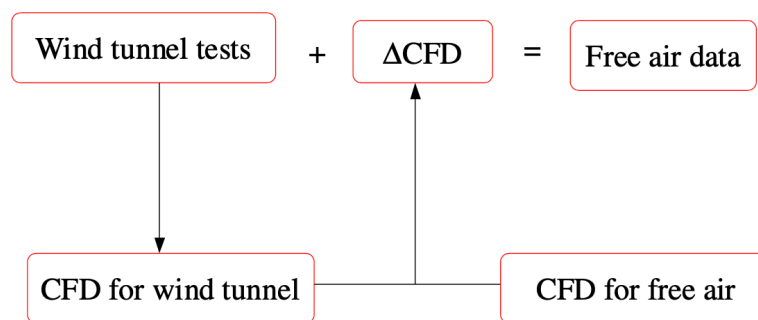 Wind tunnel tests + ΔCFD = Free air data
CFD for wind tunnel CFD for free air